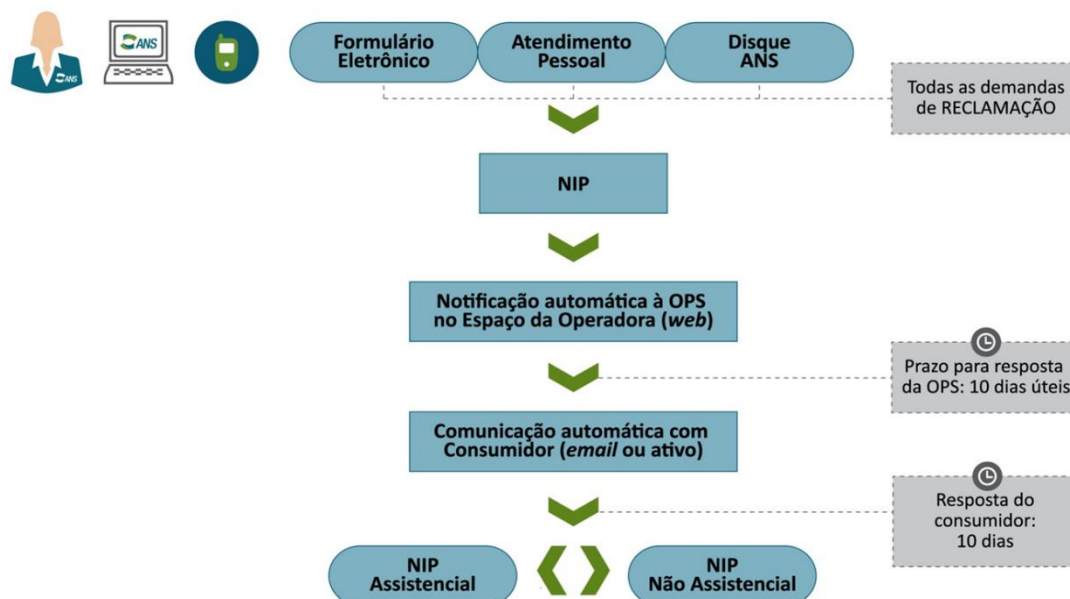 ANS
ANS
Formulário
Eletrônico
Atendimento
Pessoal
Disque
ANS
Todas as demandas
de RECLAMAÇÃO
NIP
Notificação automática à OPS
no Espaço da Operadora (web)
Prazo para resposta
da OPS: 10 dias úteis
Comunicação automática com
Consumidor (email ou ativo)
Resposta do
consumidor:
10 dias
NIP
Assistencial
NIP
Não Assistencial